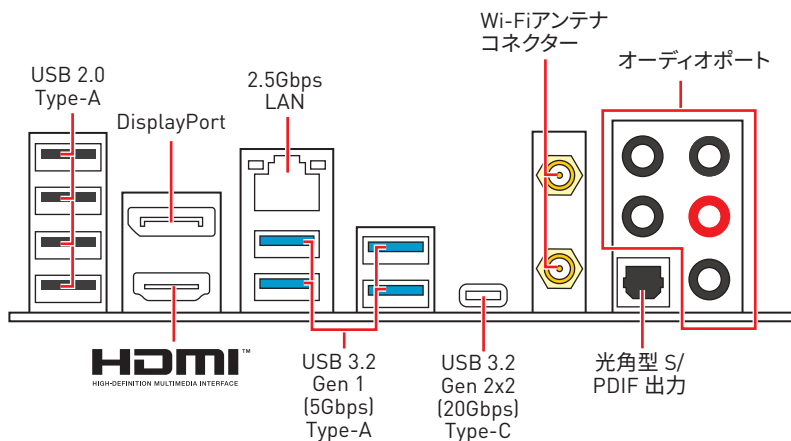 Wi-Fiアンテナ
コネクター
オーディオポート
USB 2.0
Type-A
2.5Gbps
LAN
DisplayPort
HDMI™
HIGH-DEFINITION MULTIMEDIA INTERFACE
USB 3.2
Gen 1
(5Gbps)
Type-A
USB 3.2
Gen 2x2
(20Gbps)
Type-C
光角型 S/
PDIF 出力